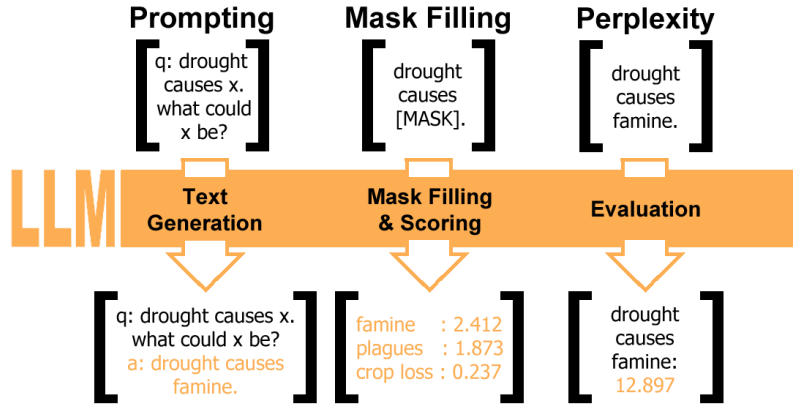 Prompting
Mask Filling
Perplexity
q: drought
causes x.
what could
x be?
drought
causes
[MASK].
drought
causes
famine.
LLM
Text
Generation
Mask Filling
& Scoring
Evaluation
q: drought causes x.
what could x be?
a: drought causes
famine.
famine : 2.412
plagues : 1.873
crop loss : 0.237
drought
causes
famine:
12.897